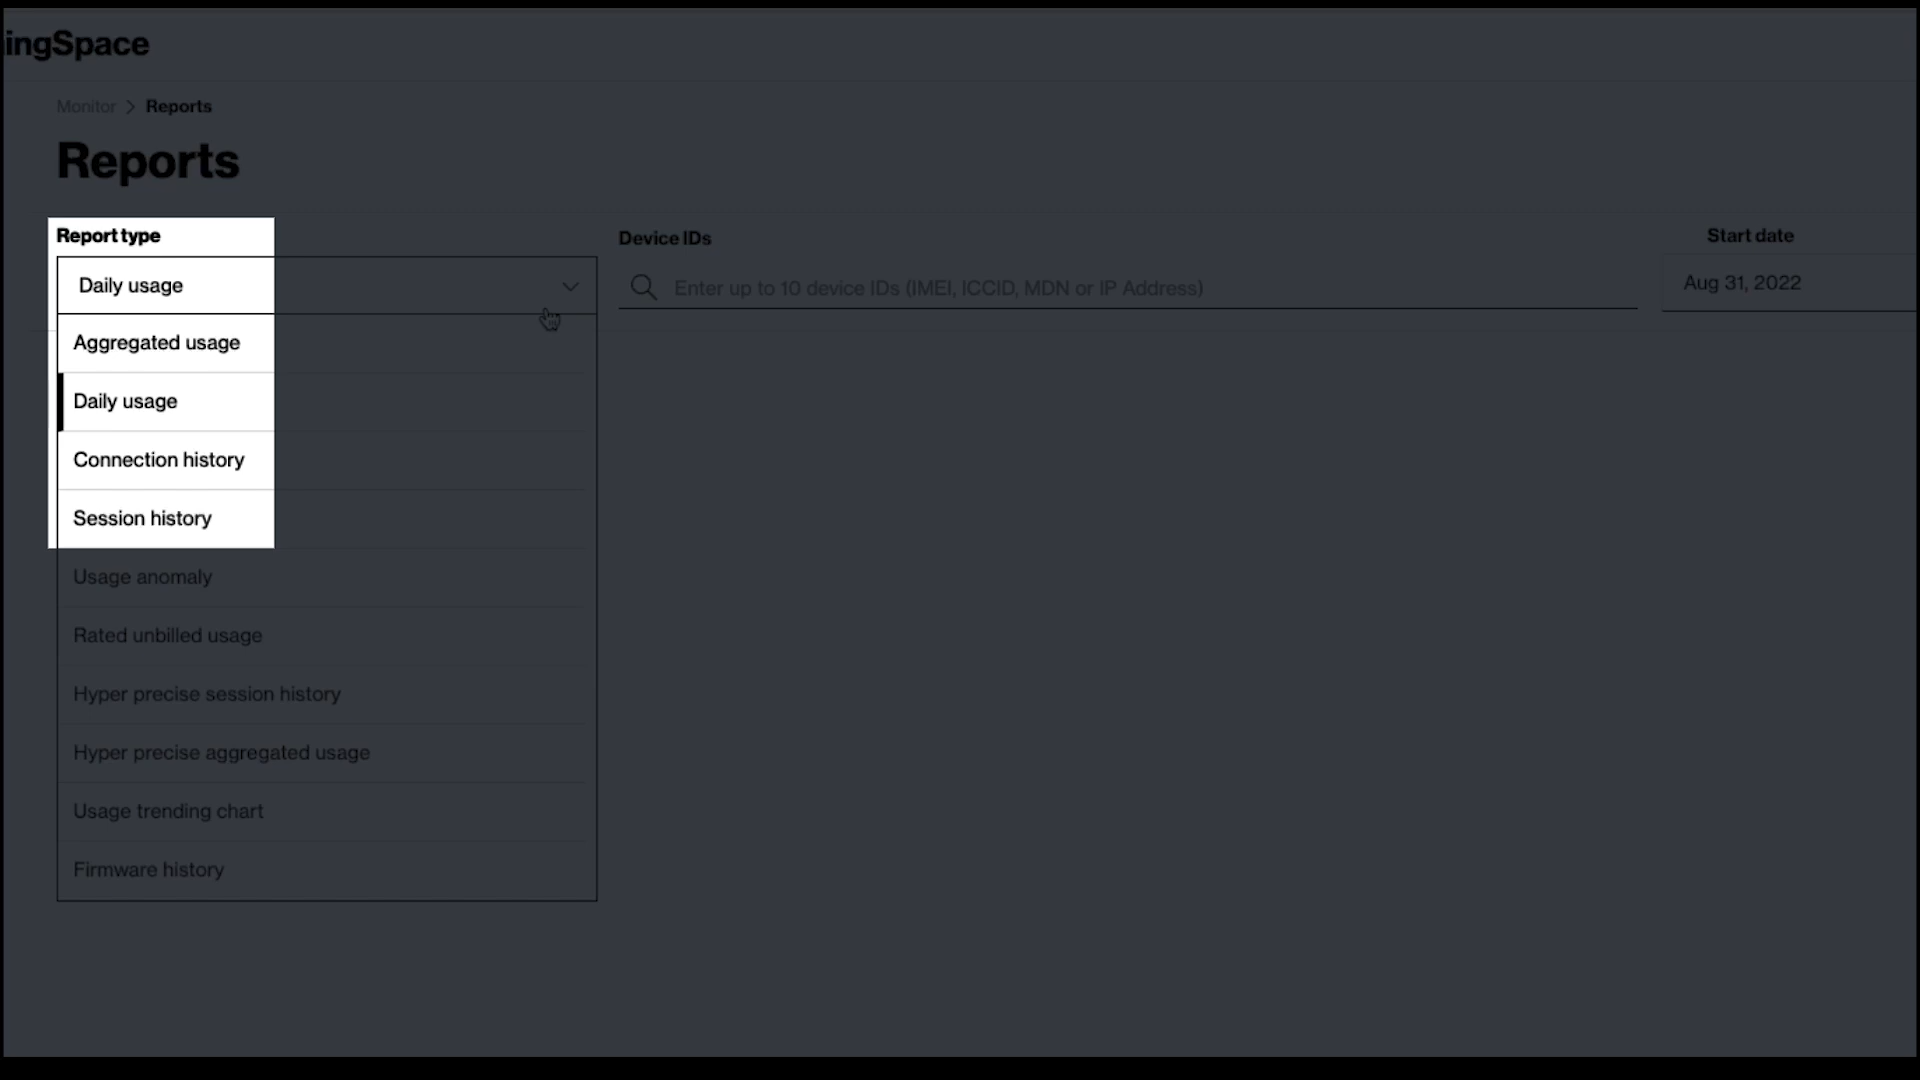 ingSpace
Monitor > Reports
Reports
Report type
Daily usage
Aggregated usage
Daily usage
Connection history
Session history
Usage anomaly
Rated unbilled usage
Hyper precise session history
Hyper precise aggregated usage
Usage trending chart
Firmware history
Device IDs
Enter up to 10 device IDs (IMEI, ICCID, MDN or IP Address)
Start date
Aug 31, 2022